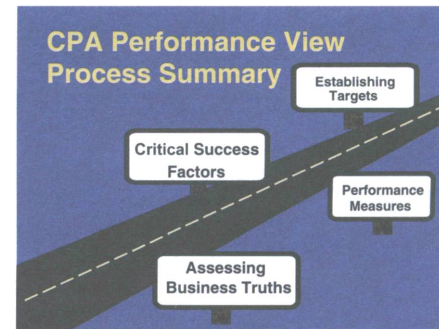 CPA Performance View
Process Summary
Establishing
Targets
Critical Success
Factors
Performance
Measures
Assessing
Business Truths